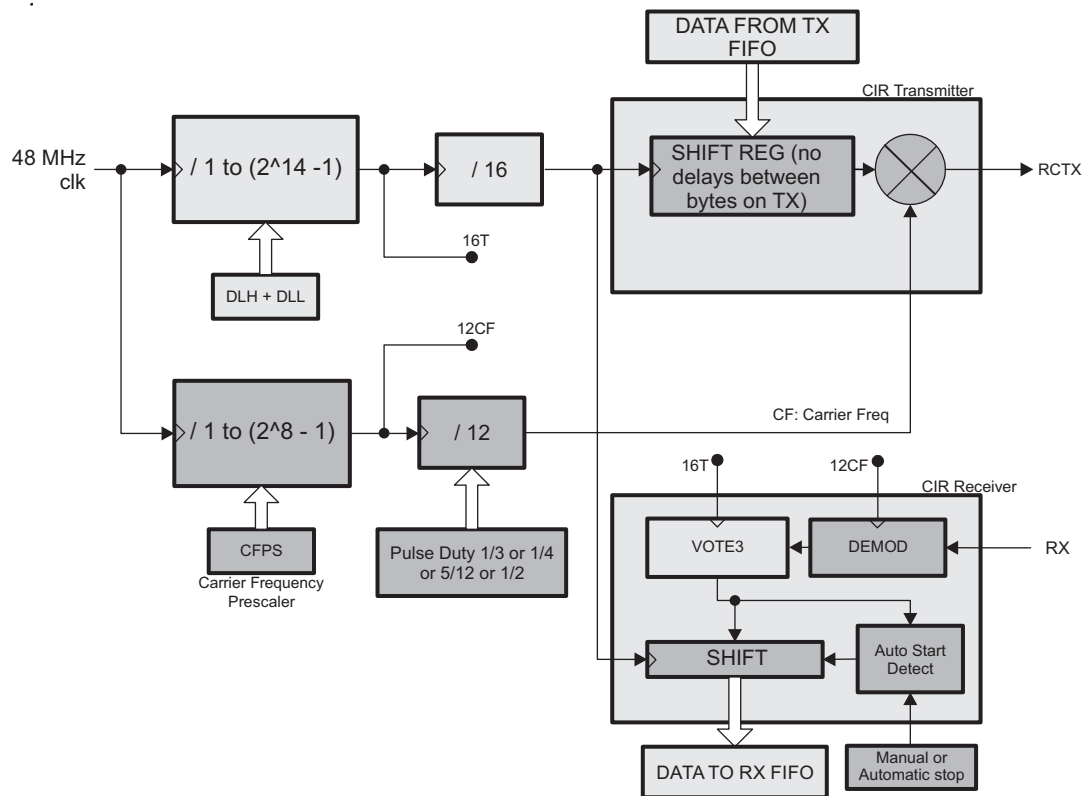 DATA FROM TX
FIFO
CIR Transmitter
48 MHz
clk
/ 1 to (2^14 -1)
/ 16
SHIFT REG (no
delays between
bytes on TX)
RCTX
16T
DLH + DLL
12CF
/ 1 to (2^8 - 1)
/ 12
CF: Carrier Freq
16T
12CF
CIR Receiver
CFPS
Carrier Frequency
Prescaler
Pulse Duty 1/3 or 1/4
or 5/12 or 1/2
VOTE3
DEMOD
RX
SHIFT
Auto Start
Detect
DATA TO RX FIFO
Manual or
Automatic stop